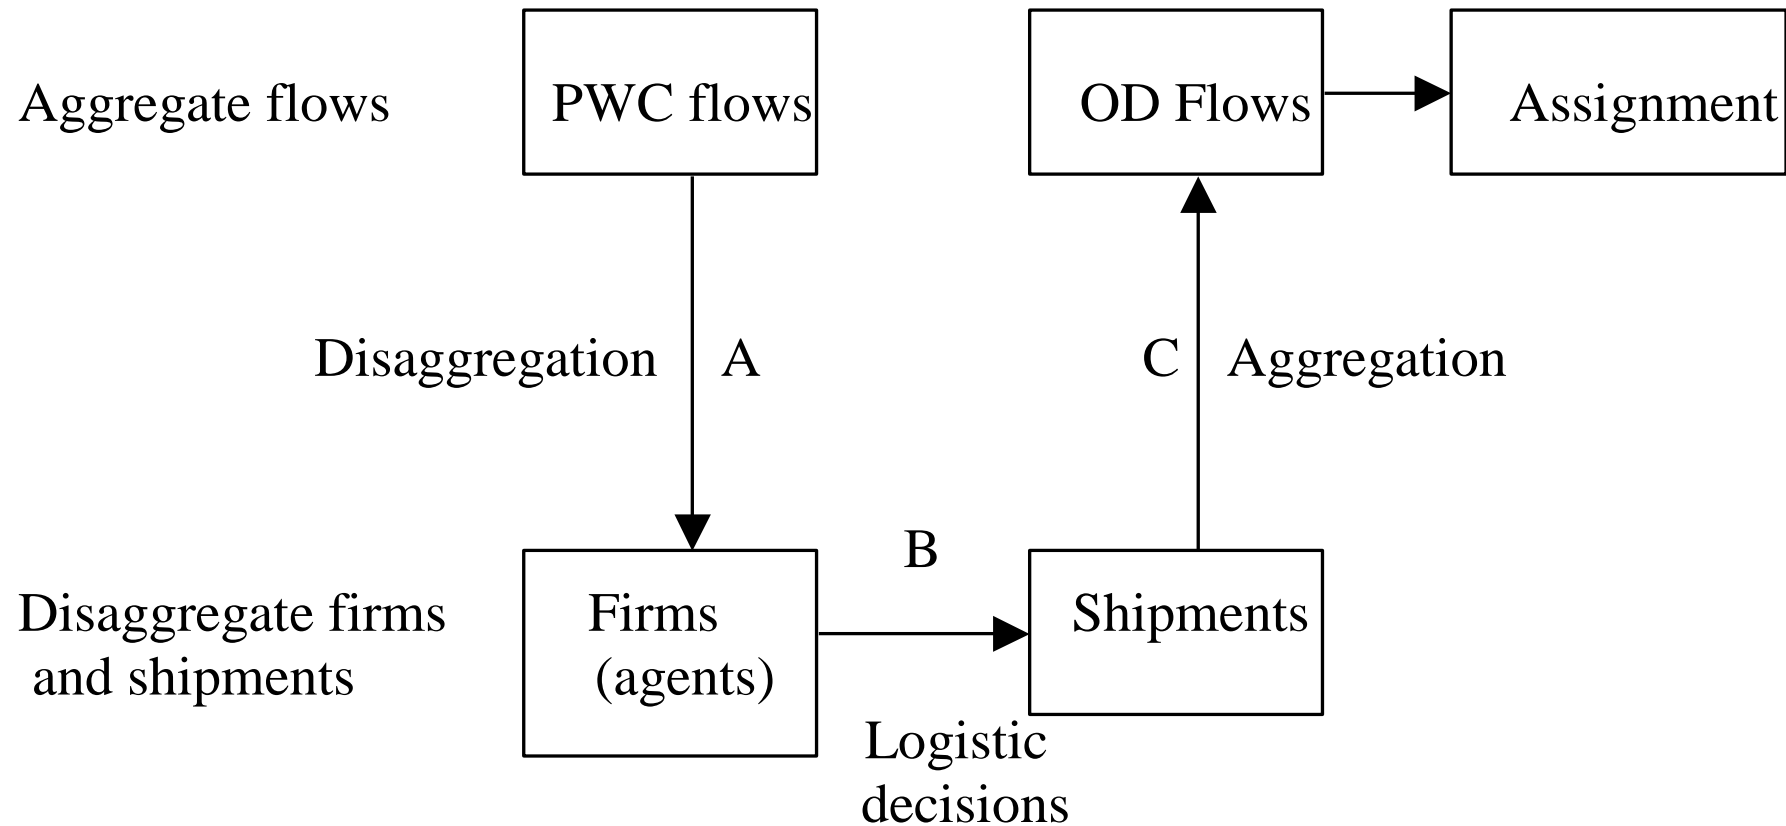 Aggregate flows
PWC flows
OD Flows
Assignment
Disaggregation
A
C
Aggregation
B
Disaggregate firms
and shipments
Firms
(agents)
Shipments
Logistic
decisions